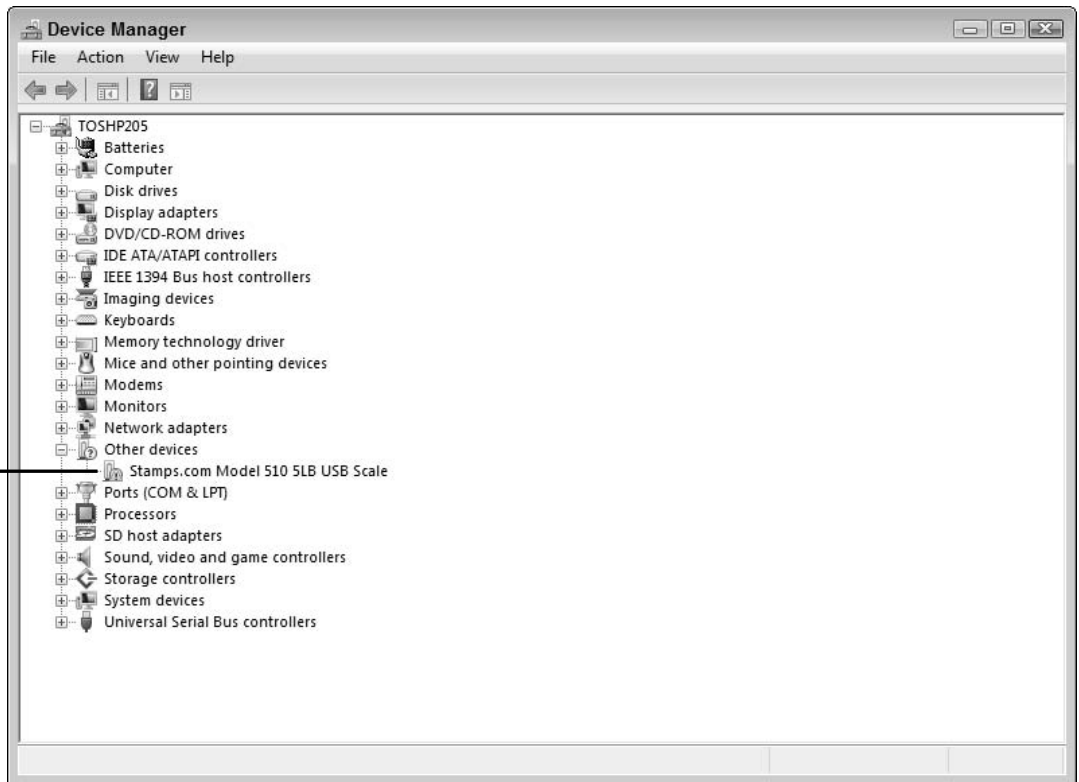 Device Manager
File Action View Help
TOSHP205
Batteries
Computer
Disk drives
Display adapters
DVD/CD-ROM drives
IDE ATA/ATAPI controllers
IEEE 1394 Bus host controllers
Imaging devices
Keyboards
Memory technology driver
Mice and other pointing devices
Modems
Monitors
Network adapters
Other devices
Stamps.com Model 510 5LB USB Scale
Ports (COM & LPT)
Processors
SD host adapters
Sound, video and game controllers
Storage controllers
System devices
Universal Serial Bus controllers